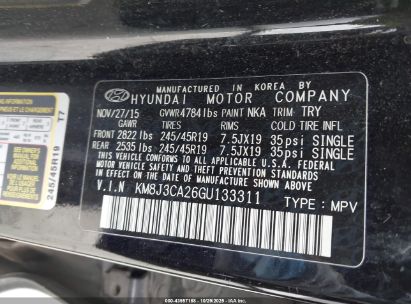 MANUFACTURED IN KOREA BY
HYUNDAI MOTOR COMPANY
NOV/27/15 GVWR4784lbs PAINT NKA TRIM TRY
GAWR TIRES RIMS COLD TIRE INFL
FRONT 2822 lbs 245/45R19 7.5JX19 35psi SINGLE
REAR 2535 lbs 245/45R19 7.5JX19 35psi SINGLE
THIS VEHICLE CONFORMS TO ALL APPLICABLE U.S.A. FEDERAL
MOTOR VEHICLE SAFETY, BUMPER, AND THEFT PREVENTION
STANDARDS IN EFFECT ON THE DATE OF MANUFACTURE SHOWN ABOVE.
V.I.N KM8J3CA26GU133311
TYPE: MPV
245/45R19 T7